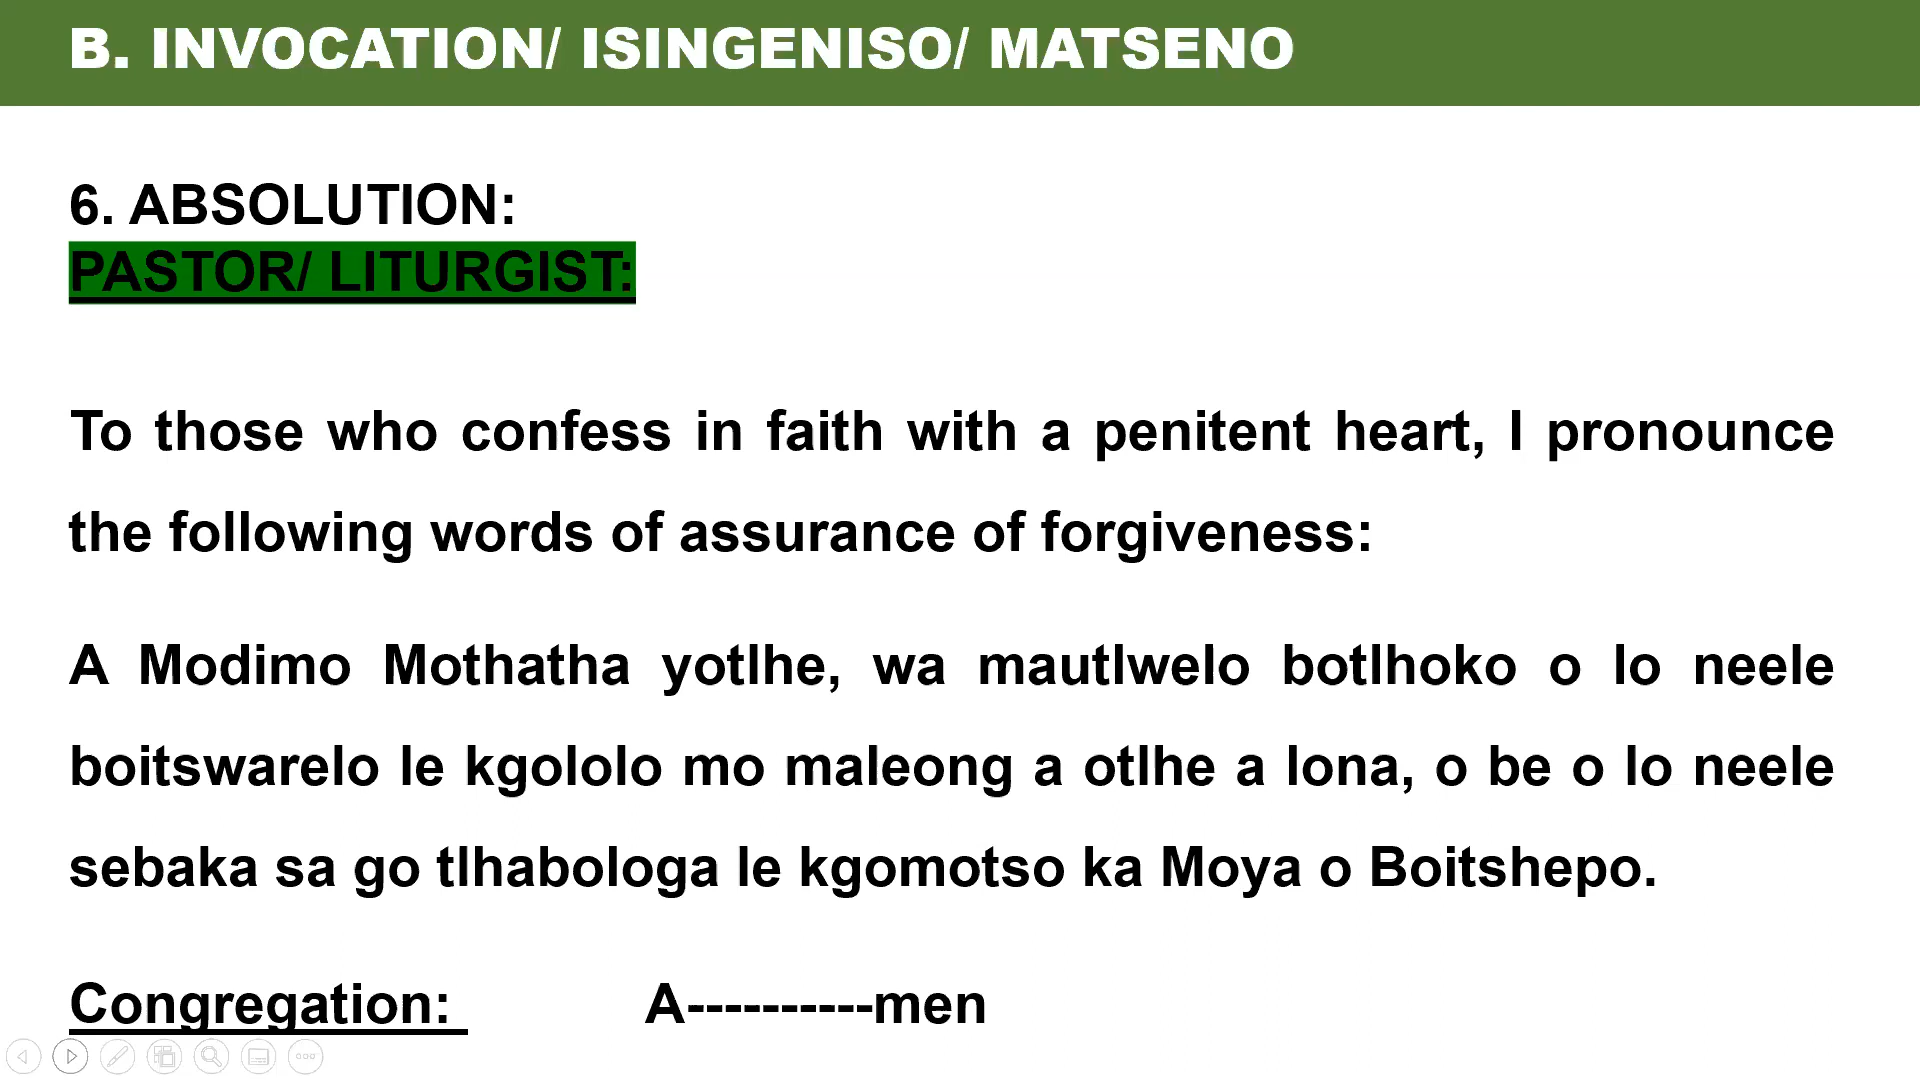 B. INVOCATION/ ISINGENISO/ MATSENO
6. ABSOLUTION:
PASTOR/ LITURGIST:
To those who confess in faith with a penitent heart, I pronounce
the following words of assurance of forgiveness:
A Modimo Mothatha yotlhe, wa mautlwelo botlhoko o lo neele
boitswarelo le kgololo mo maleong a otlhe a lona, o be o lo neele
sebaka sa go tlhabologa le kgomotso ka Moya o Boitshepo.
Congregation: A----------men